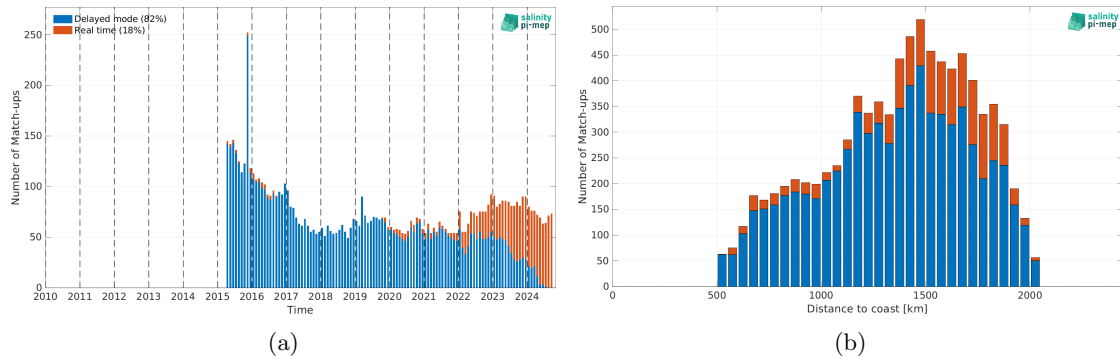 Delayed mode (82%)
Real time (18%)
salinity
pi-mep
Number of Match-ups
250
200
150
100
50
0
2010 2011 2012 2013 2014 2015 2016 2017 2018 2019 2020 2021 2022 2023 2024
Time
(a)
salinity
pi-mep
Number of Match-ups
500
450
400
350
300
250
200
150
100
50
0
0 500 1000 1500 2000
Distance to coast [km]
(b)